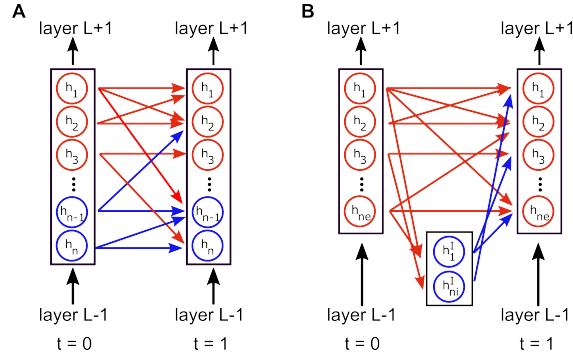 A
layer L+1
layer L+1
h1
h2
h3
hn-1
hn
h1
h2
h3
hn-1
hn
layer L-1
layer L-1
t = 0
t = 1
B
layer L+1
layer L+1
h1
h2
h3
hne
h1
h2
h3
hne
hI1
hIni
layer L-1
layer L-1
t = 0
t = 1